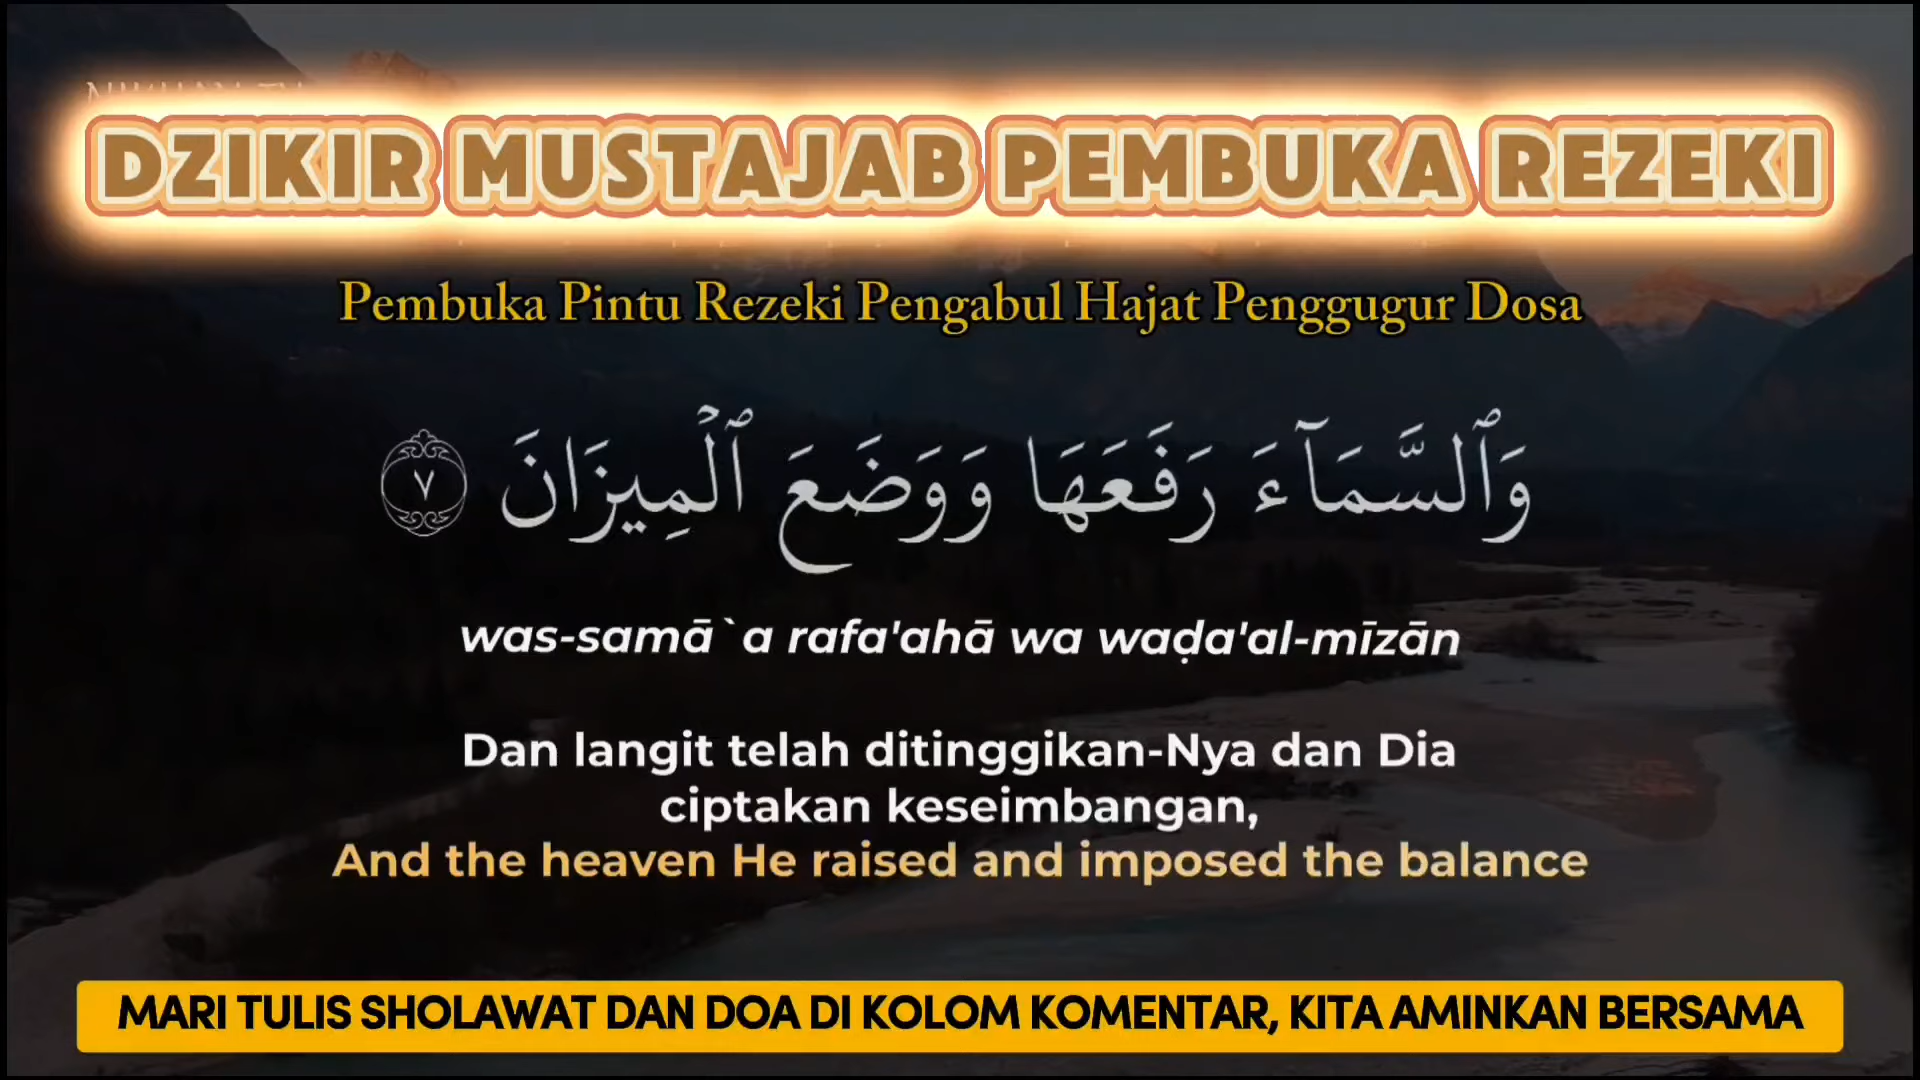 DZIKIR MUSTAJAB PEMBUKA REZEKI
Pembuka Pintu Rezeki Pengabul Hajat Penggugur Dosa
وَٱلسَّمَآءَ رَفَعَهَا وَوَضَعَ ٱلْمِيزَانَ ٧
was-samā`a rafa'ahā wa waḍa'al-mīzān
Dan langit telah ditinggikan-Nya dan Dia
ciptakan keseimbangan,
And the heaven He raised and imposed the balance
MARI TULIS SHOLAWAT DAN DOA DI KOLOM KOMENTAR, KITA AMINKAN BERSAMA